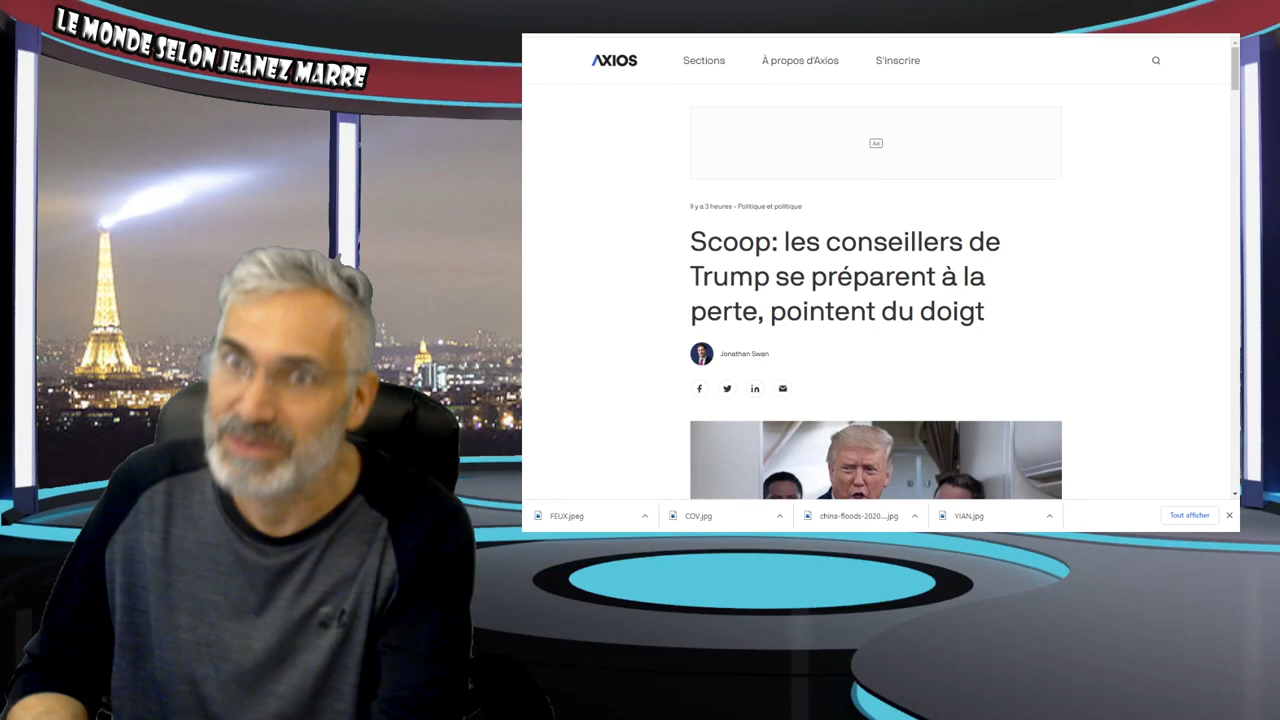 LE MONDE SELON JEANEZ MARRE
AXIOS
Sections
À propos d'Axios
S'inscrire
Ad
Il y a 3 heures - Politique et politique
Scoop: les conseillers de
Trump se préparent à la
perte, pointent du doigt
Jonathan Swan
FEUX.jpeg
COV.jpg
china-floods-2020....jpg
YIAN.jpg
Tout afficher